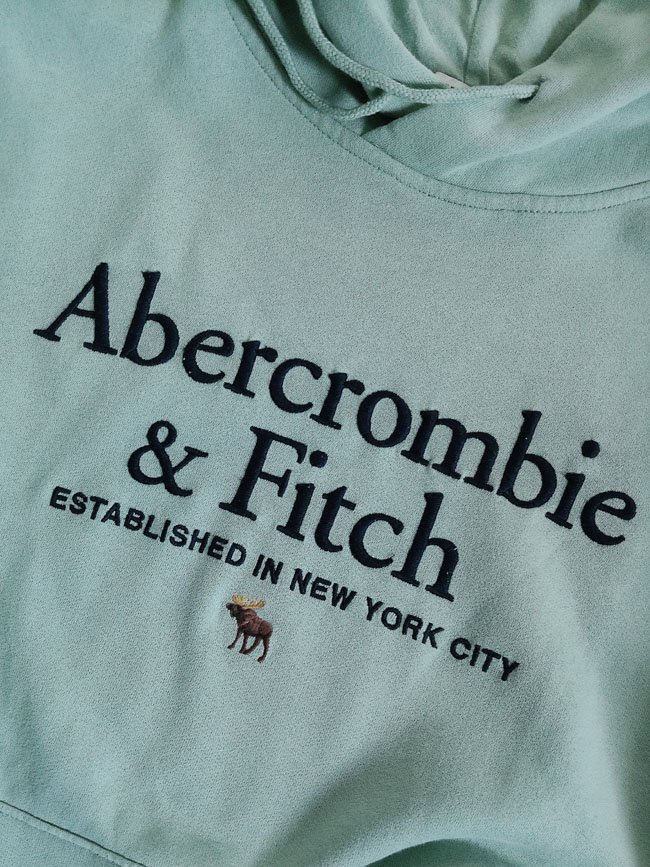 Abercrombie
& Fitch
ESTABLISHED IN NEW YORK CITY